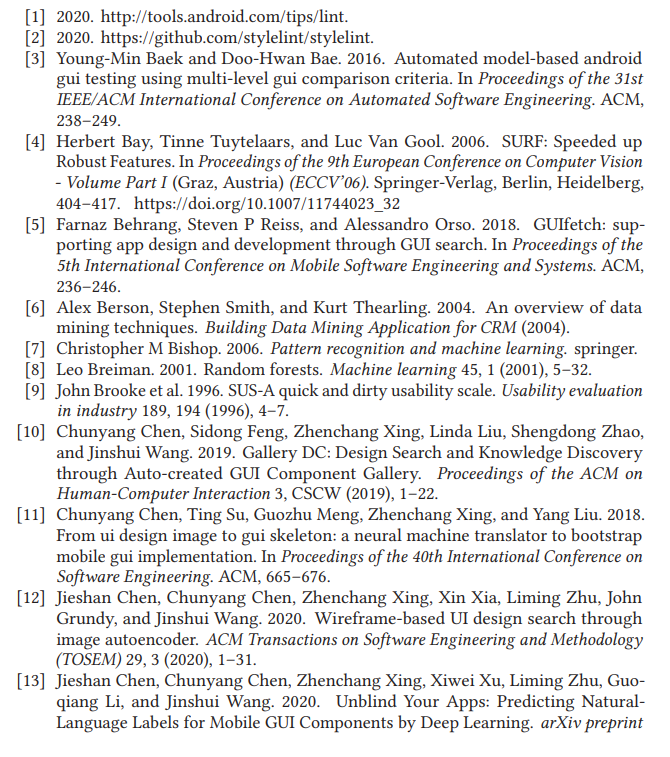 [1] 2020. http://tools.android.com/tips/lint.
[2] 2020. https://github.com/stylelint/stylelint.
[3] Young-Min Baek and Doo-Hwan Bae. 2016. Automated model-based android
gui testing using multi-level gui comparison criteria. In Proceedings of the 31st
IEEE/ACM International Conference on Automated Software Engineering. ACM,
238–249.
[4] Herbert Bay, Tinne Tuytelaars, and Luc Van Gool. 2006. SURF: Speeded up
Robust Features. In Proceedings of the 9th European Conference on Computer Vision
- Volume Part I (Graz, Austria) (ECCV'06). Springer-Verlag, Berlin, Heidelberg,
404–417. https://doi.org/10.1007/11744023_32
[5] Farnaz Behrang, Steven P Reiss, and Alessandro Orso. 2018. GUIfetch: sup-
porting app design and development through GUI search. In Proceedings of the
5th International Conference on Mobile Software Engineering and Systems. ACM,
236–246.
[6] Alex Berson, Stephen Smith, and Kurt Thearling. 2004. An overview of data
mining techniques. Building Data Mining Application for CRM (2004).
[7] Christopher M Bishop. 2006. Pattern recognition and machine learning. springer.
[8] Leo Breiman. 2001. Random forests. Machine learning 45, 1 (2001), 5–32.
[9] John Brooke et al. 1996. SUS-A quick and dirty usability scale. Usability evaluation
in industry 189, 194 (1996), 4–7.
[10] Chunyang Chen, Sidong Feng, Zhenchang Xing, Linda Liu, Shengdong Zhao,
and Jinshui Wang. 2019. Gallery DC: Design Search and Knowledge Discovery
through Auto-created GUI Component Gallery. Proceedings of the ACM on
Human-Computer Interaction 3, CSCW (2019), 1–22.
[11] Chunyang Chen, Ting Su, Guozhu Meng, Zhenchang Xing, and Yang Liu. 2018.
From ui design image to gui skeleton: a neural machine translator to bootstrap
mobile gui implementation. In Proceedings of the 40th International Conference on
Software Engineering. ACM, 665–676.
[12] Jieshan Chen, Chunyang Chen, Zhenchang Xing, Xin Xia, Liming Zhu, John
Grundy, and Jinshui Wang. 2020. Wireframe-based UI design search through
image autoencoder. ACM Transactions on Software Engineering and Methodology
(TOSEM) 29, 3 (2020), 1–31.
[13] Jieshan Chen, Chunyang Chen, Zhenchang Xing, Xiwei Xu, Liming Zhu, Guo-
qiang Li, and Jinshui Wang. 2020. Unblind Your Apps: Predicting Natural-
Language Labels for Mobile GUI Components by Deep Learning. arXiv preprint